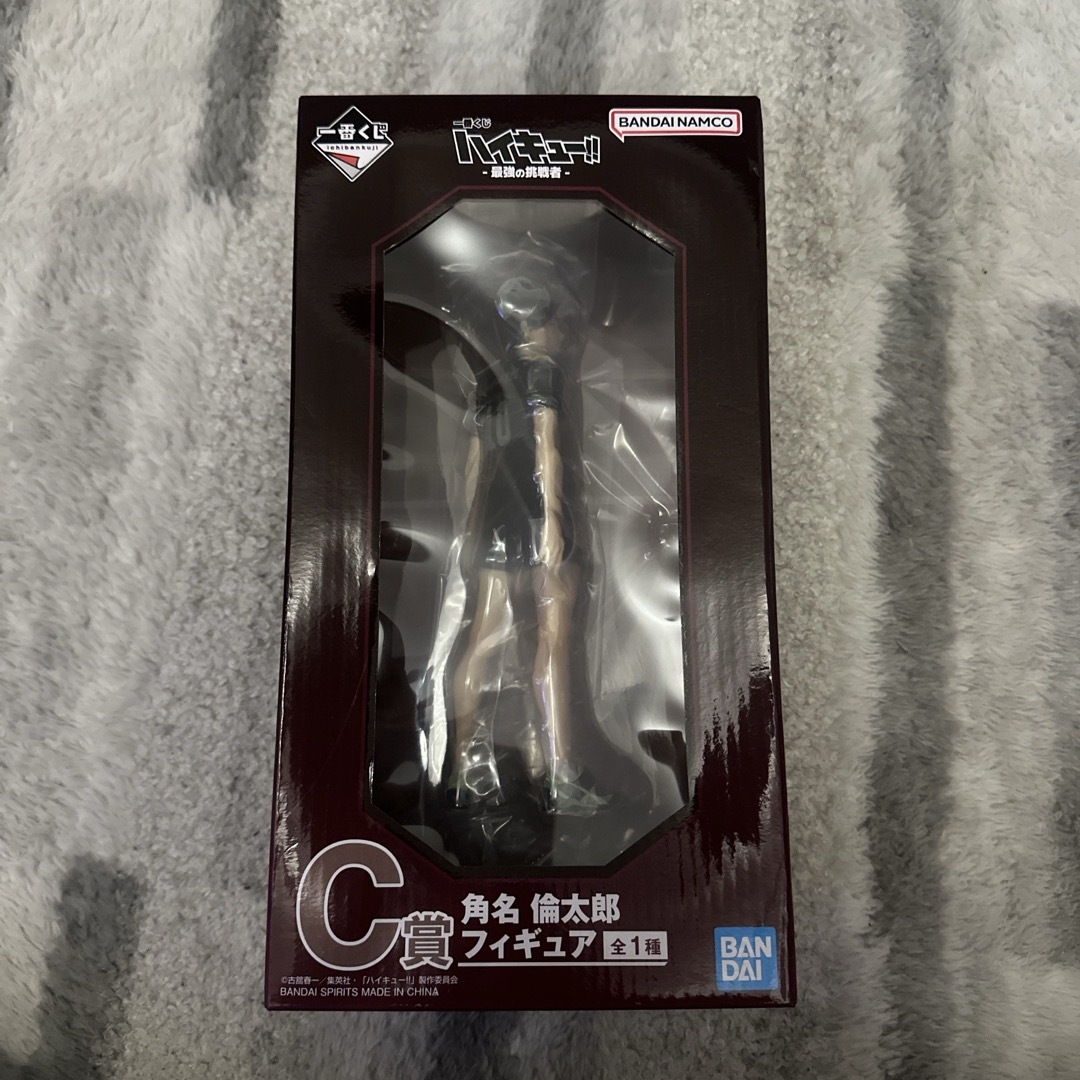 一番くじ
ichibankuji
一番くじ
ハイキュー!!
- 最強の挑戦者 -
BANDAI NAMCO
C賞
角名 倫太郎
フィギュア 全1種
©古舘春一／集英社・「ハイキュー!!」製作委員会
BANDAI SPIRITS MADE IN CHINA
BAN
DAI